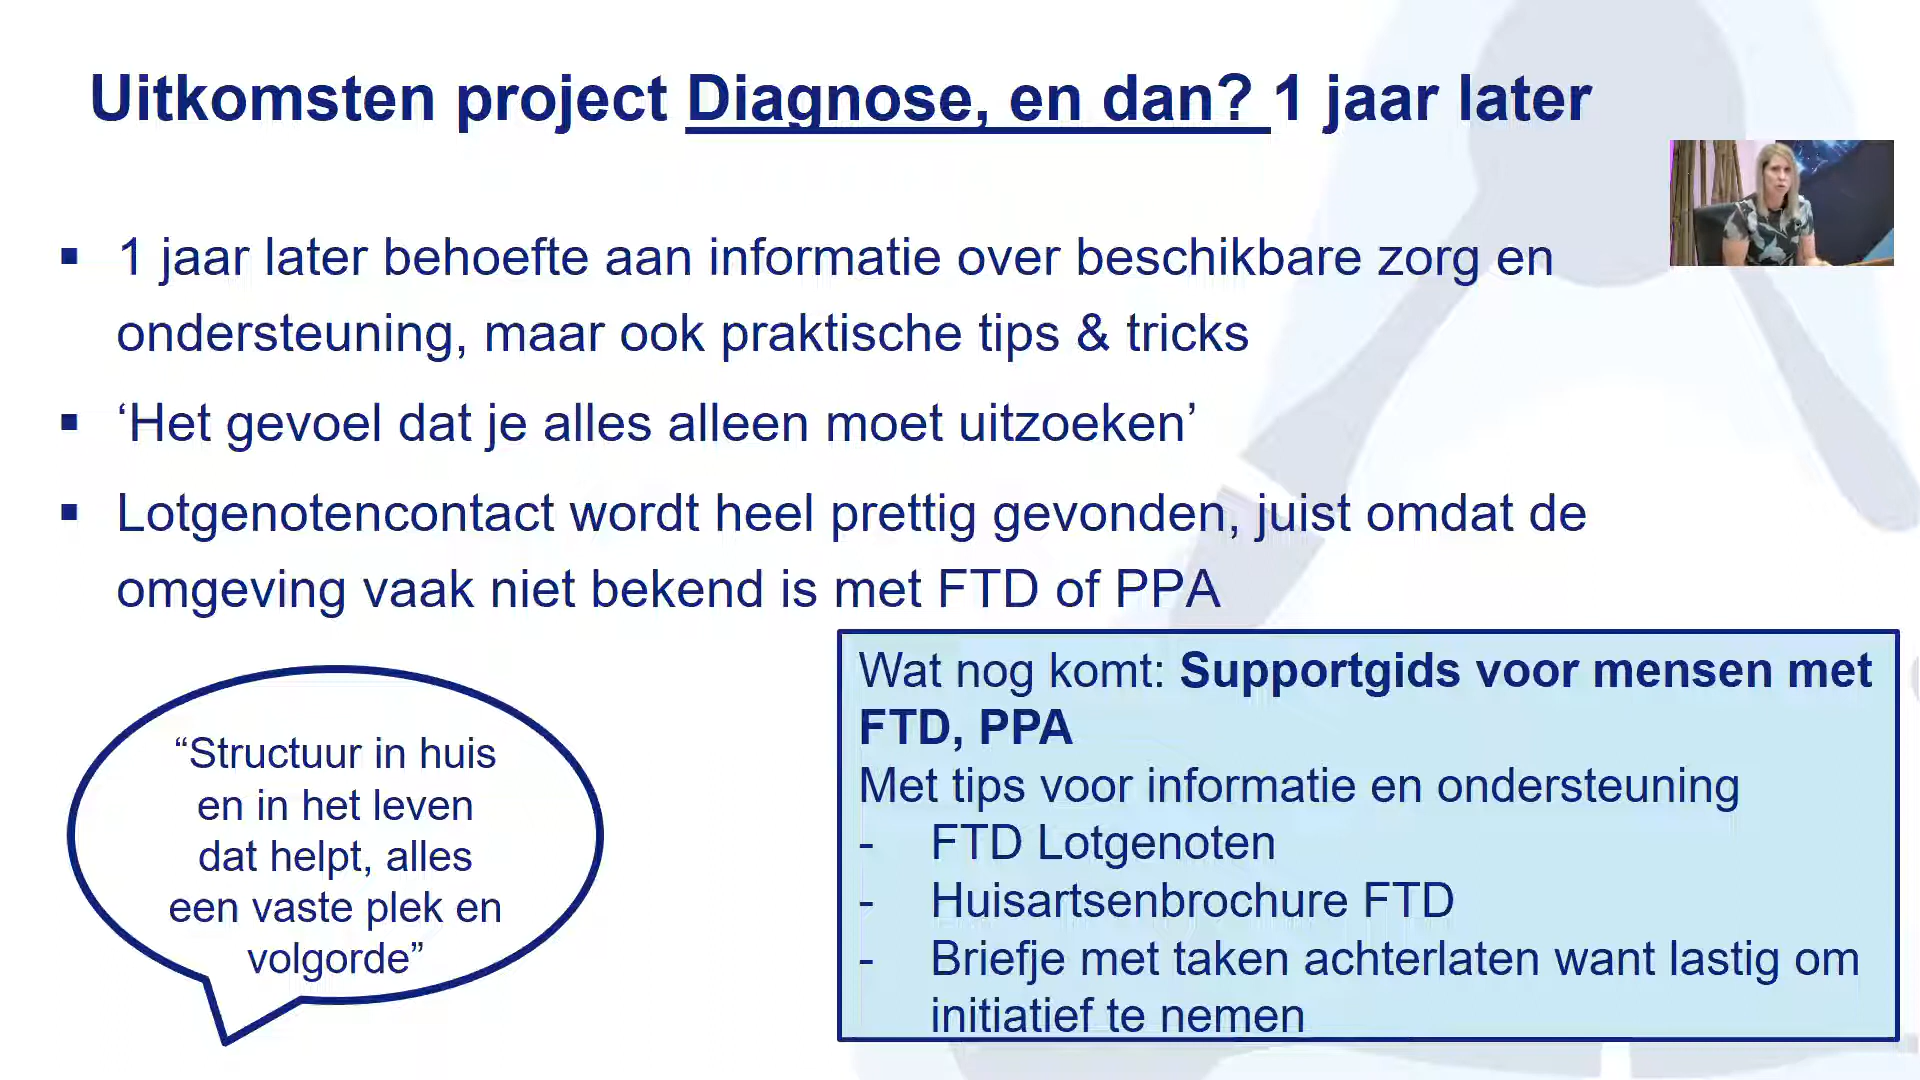 Uitkomsten project Diagnose, en dan? 1 jaar later
▪ 1 jaar later behoefte aan informatie over beschikbare zorg en
ondersteuning, maar ook praktische tips & tricks
▪ ‘Het gevoel dat je alles alleen moet uitzoeken’
▪ Lotgenotencontact wordt heel prettig gevonden, juist omdat de
omgeving vaak niet bekend is met FTD of PPA
“Structuur in huis
en in het leven
dat helpt, alles
een vaste plek en
volgorde”
Wat nog komt: Supportgids voor mensen met
FTD, PPA
Met tips voor informatie en ondersteuning
- FTD Lotgenoten
- Huisartsenbrochure FTD
- Briefje met taken achterlaten want lastig om
initiatief te nemen